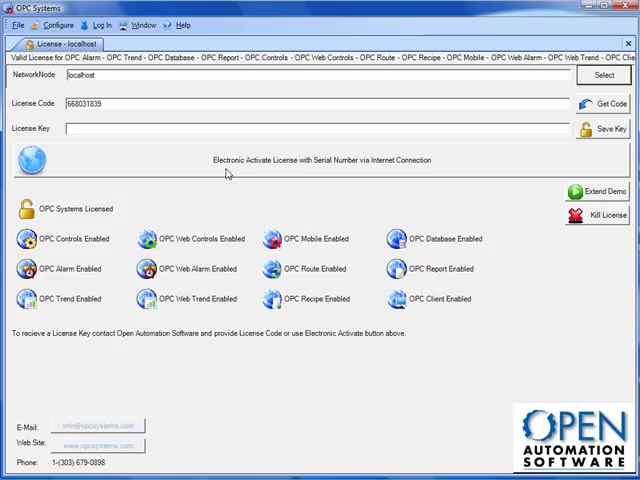 OPC Systems
File Configure Log In Window Help
License - localhost
Valid License for OPC Alarm - OPC Trend - OPC Database - OPC Report - OPC Controls - OPC Web Controls - OPC Route - OPC Recipe - OPC Mobile - OPC Web Alarm - OPC Web Trend - OPC Clie
NetworkNode localhost Select
License Code 668031839 Get Code
License Key Save Key
Electronic Activate License with Serial Number via Internet Connection
Extend Demo
OPC Systems Licensed Kill License
OPC Controls Enabled OPC Web Controls Enabled OPC Mobile Enabled OPC Database Enabled
OPC Alarm Enabled OPC Web Alarm Enabled OPC Route Enabled OPC Report Enabled
OPC Trend Enabled OPC Web Trend Enabled OPC Recipe Enabled OPC Client Enabled
To recieve a License Key contact Open Automation Software and provide License Code or use Electronic Activate button above.
E-Mail: info@opcsystems.com
Web Site: www.opcsystems.com
Phone: 1-(303) 679-0898
OPEN
AUTOMATION
SOFTWARE